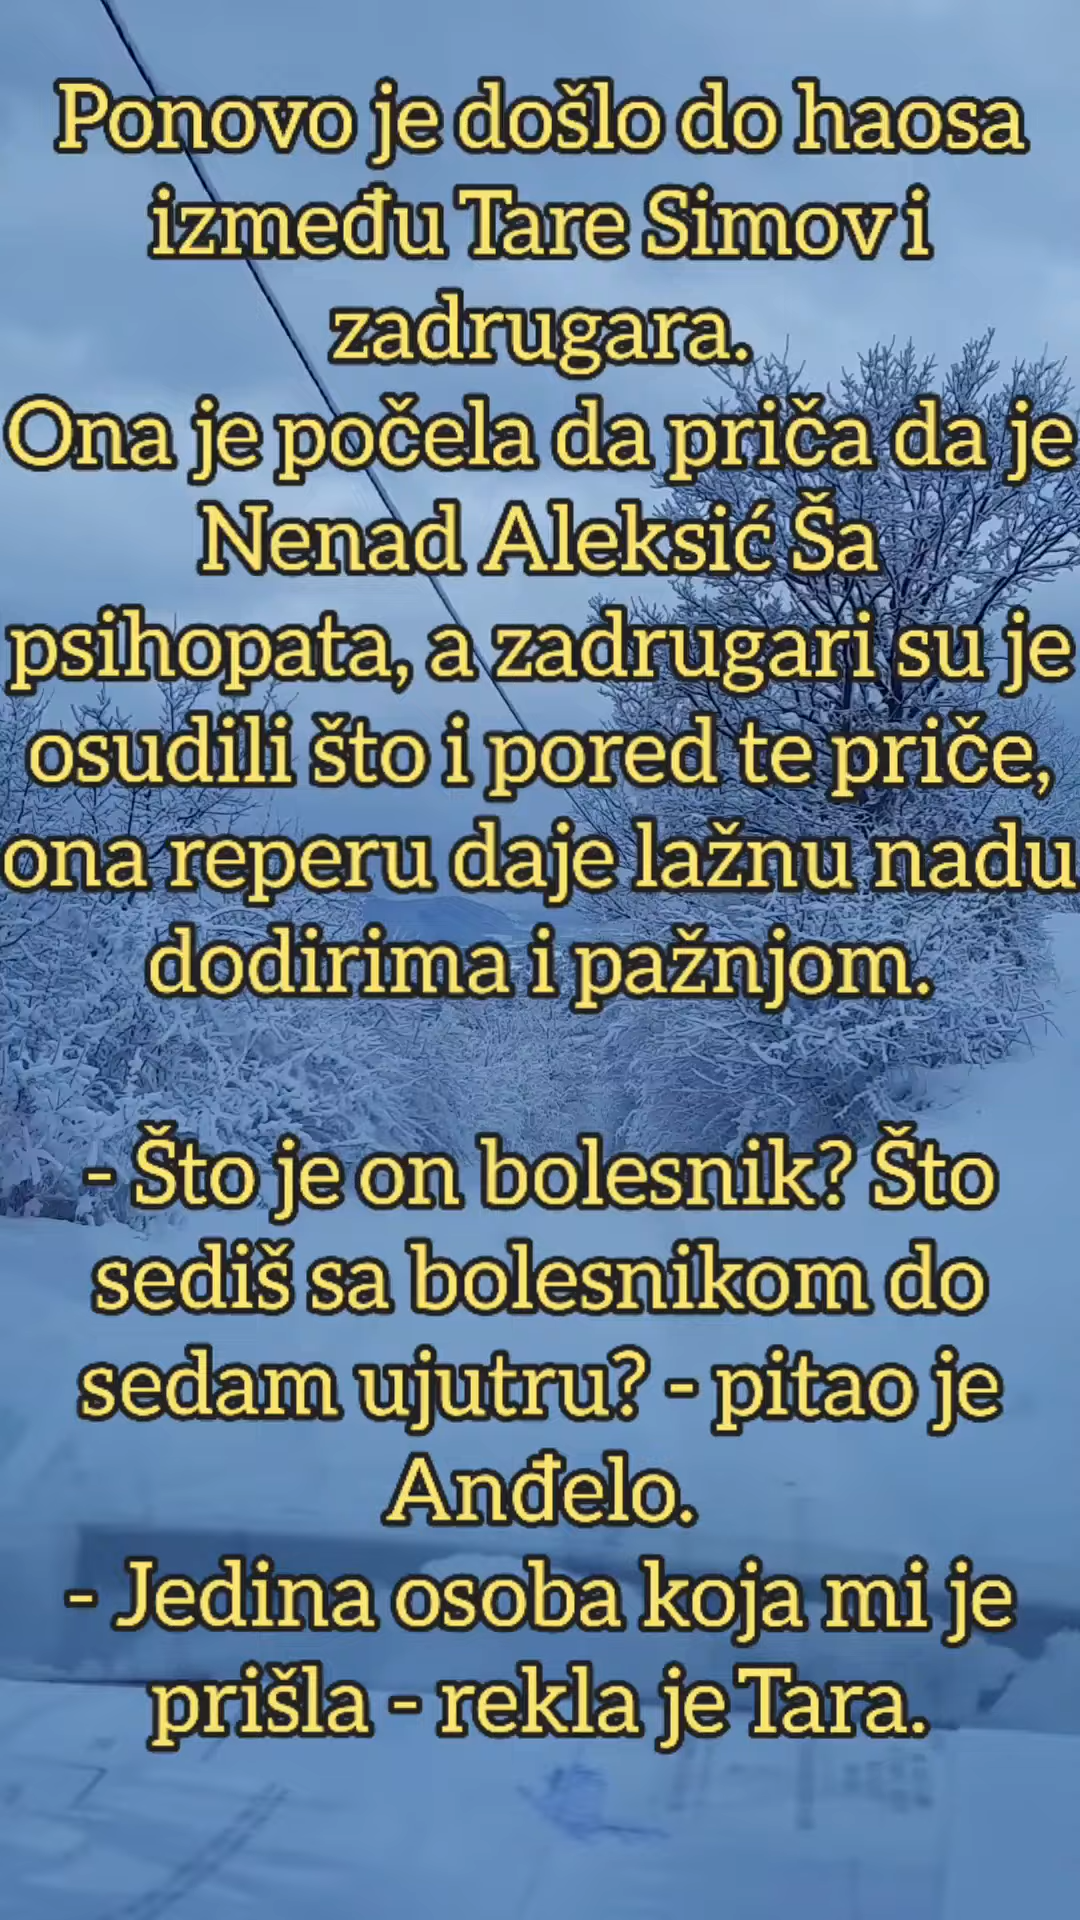 Ponovo je došlo do haosa
između Tare Simov i
zadrugara.
Ona je počela da priča da je
Nenad Aleksić Ša
psihopata, a zadrugari su je
osudili što i pored te priče,
ona reperu daje lažnu nadu
dodirima i pažnjom.
- Što je on bolesnik? Što
sediš sa bolesnikom do
sedam ujutru? - pitao je
Anđelo.
- Jedina osoba koja mi je
prišla - rekla je Tara.